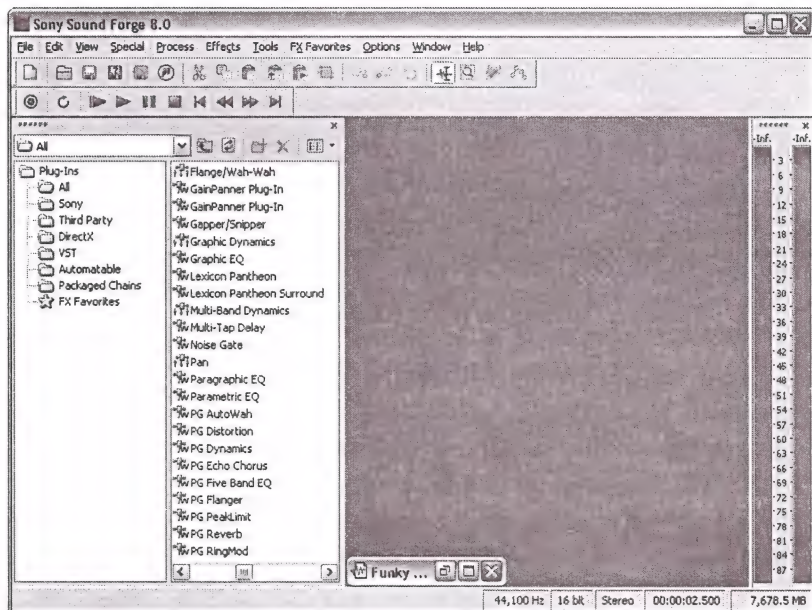 Sony Sound Forge 8.0
File Edit View Special Process Effects Tools FX Favorites Options Window Help
All
Plug-Ins
All
Sony
Third Party
DirectX
VST
Automatable
Packaged Chains
FX Favorites
Flange/Wah-Wah
GainPanner Plug-In
GainPanner Plug-In
Gapper/Snipper
Graphic Dynamics
Graphic EQ
Lexicon Pantheon
Lexicon Pantheon Surround
Multi-Band Dynamics
Multi-Tap Delay
Noise Gate
Pan
Paragraphic EQ
Parametric EQ
PG AutoWah
PG Distortion
PG Dynamics
PG Echo Chorus
PG Five Band EQ
PG Flanger
PG PeakLimit
PG Reverb
PG RingMod
Funky ...
-Inf. -Inf.
3
6
9
12
15
18
21
24
27
30
33
36
39
42
45
48
51
54
57
60
63
66
69
72
75
78
81
84
87
44,100 Hz 16 bit Stereo 00:00:02.500 7,678.5 MB